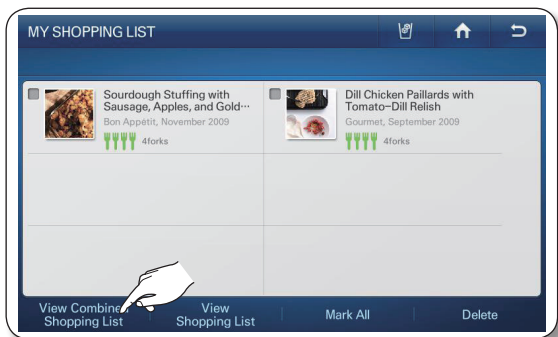 MY SHOPPING LIST
Sourdough Stuffing with
Sausage, Apples, and Gold…
Bon Appétit, November 2009
4forks
Dill Chicken Paillards with
Tomato-Dill Relish
Gourmet, September 2009
4forks
View Combined
Shopping List
View
Shopping List
Mark All
Delete